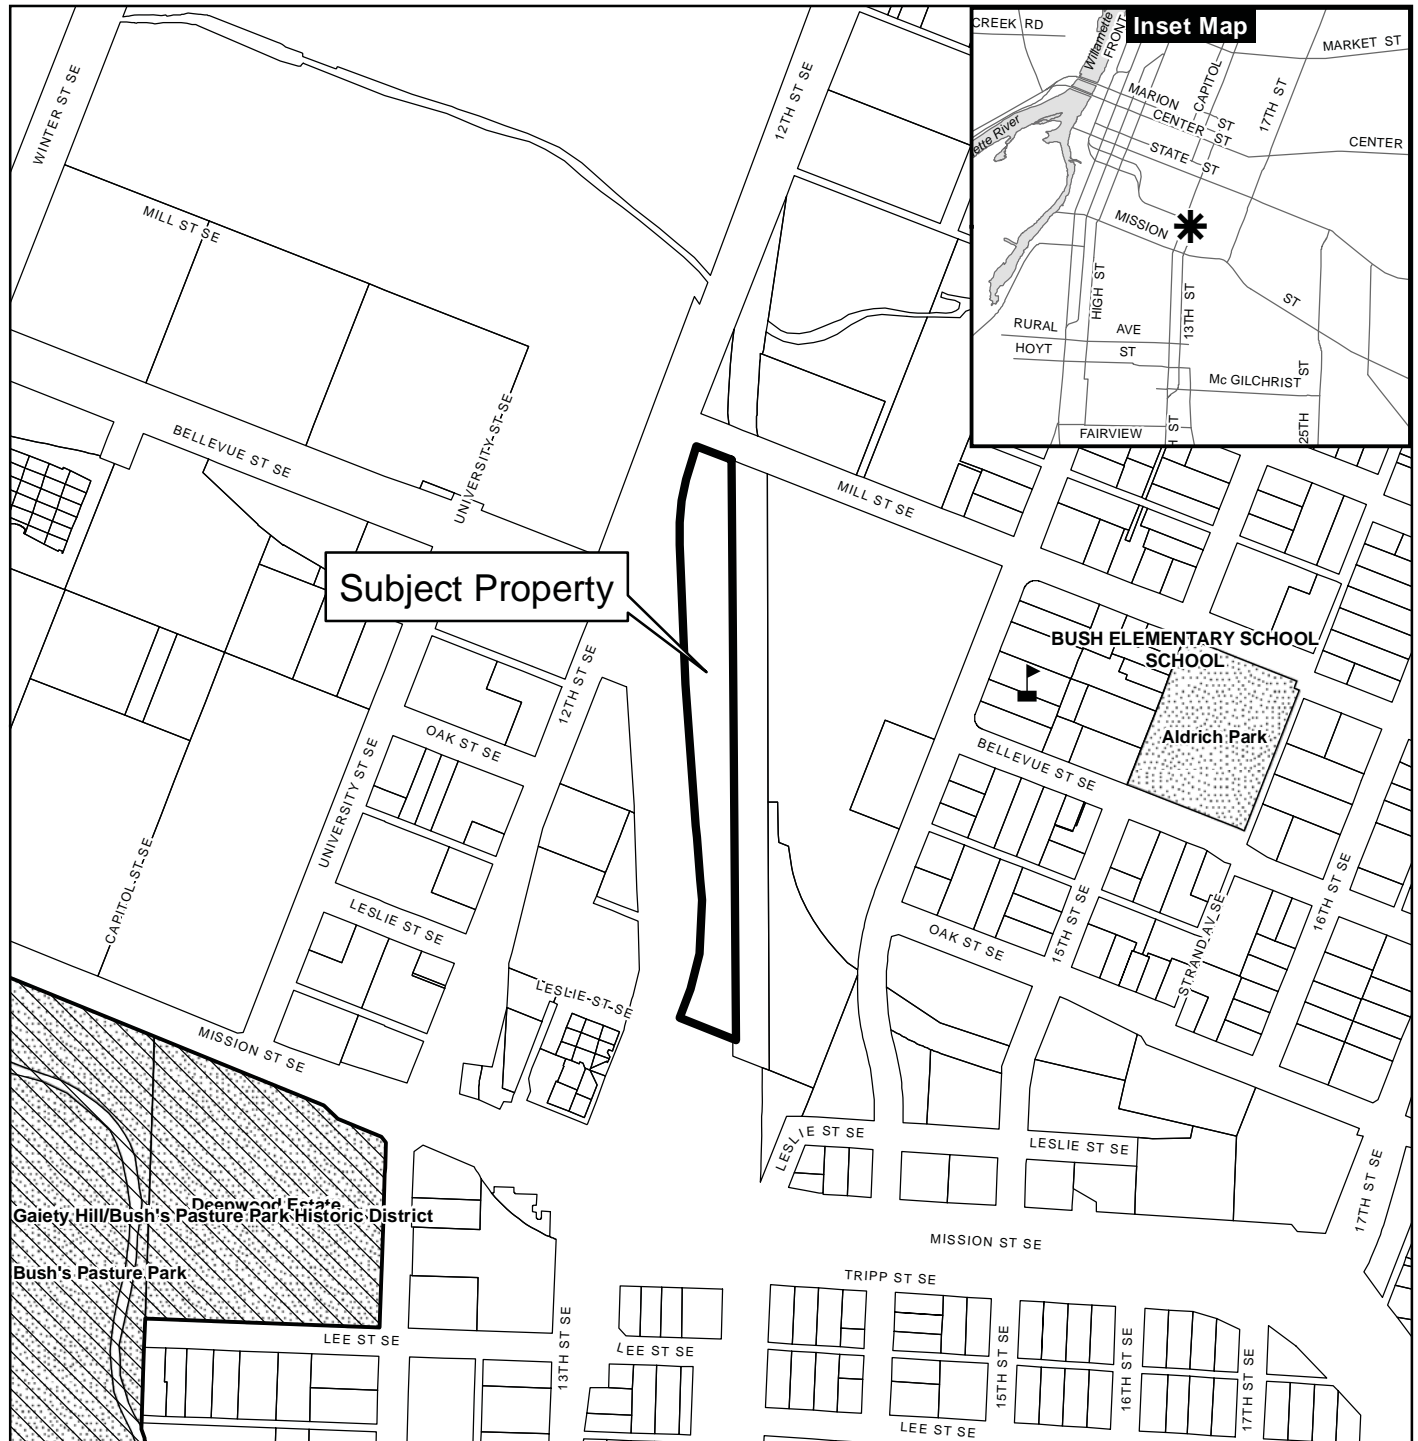 Inset Map
CREEK RD
Willamette
FRONT
CAPITOL
17TH ST
MARKET ST
MARION
ST
CENTER ST
CENTER
STATE ST
ette River
MISSION
ST
HIGH ST
13TH ST
RURAL AVE
HOYT ST
Mc GILCHRIST
ST
25TH
FAIRVIEW
H ST
WINTER ST SE
12TH ST SE
MILL ST SE
UNIVERSITY ST SE
BELLEVUE ST SE
MILL ST SE
Subject Property
BUSH ELEMENTARY SCHOOL
SCHOOL
Aldrich Park
12TH ST SE
OAK ST SE
UNIVERSITY ST SE
BELLEVUE ST SE
CAPITOL ST SE
LESLIE ST SE
OAK ST SE
15TH ST SE
STRAND AV SE
16TH ST SE
LESLIE ST SE
MISSION ST SE
LESLIE ST SE
LESLIE ST SE
17TH ST SE
Deepwood Estate
Gaiety Hill/Bush's Pasture Park Historic District
MISSION ST SE
Bush's Pasture Park
TRIPP ST SE
LEE ST SE
13TH ST SE
LEE ST SE
15TH ST SE
16TH ST SE
17TH ST SE
LEE ST SE